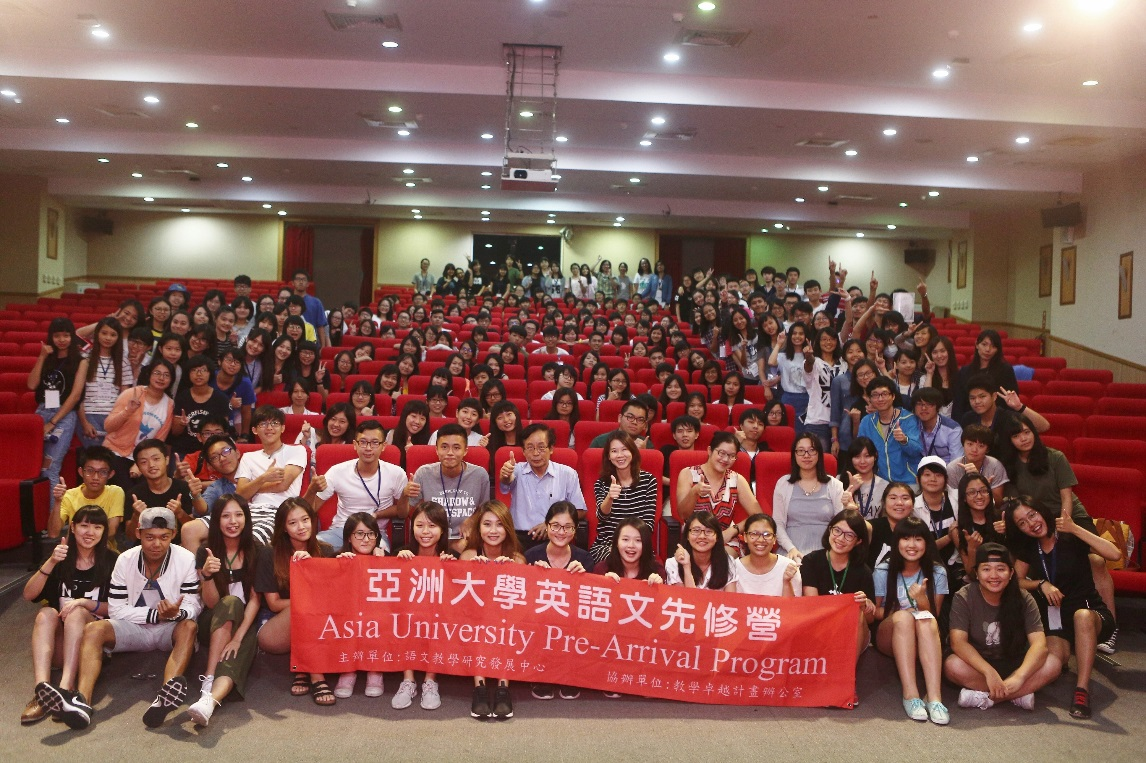 SHADOW &
亞洲大學英語文先修營
Asia University Pre-Arrival Program
主辦單位:語文教學研究發展中心
協辦單位:教學卓越計畫辦公室